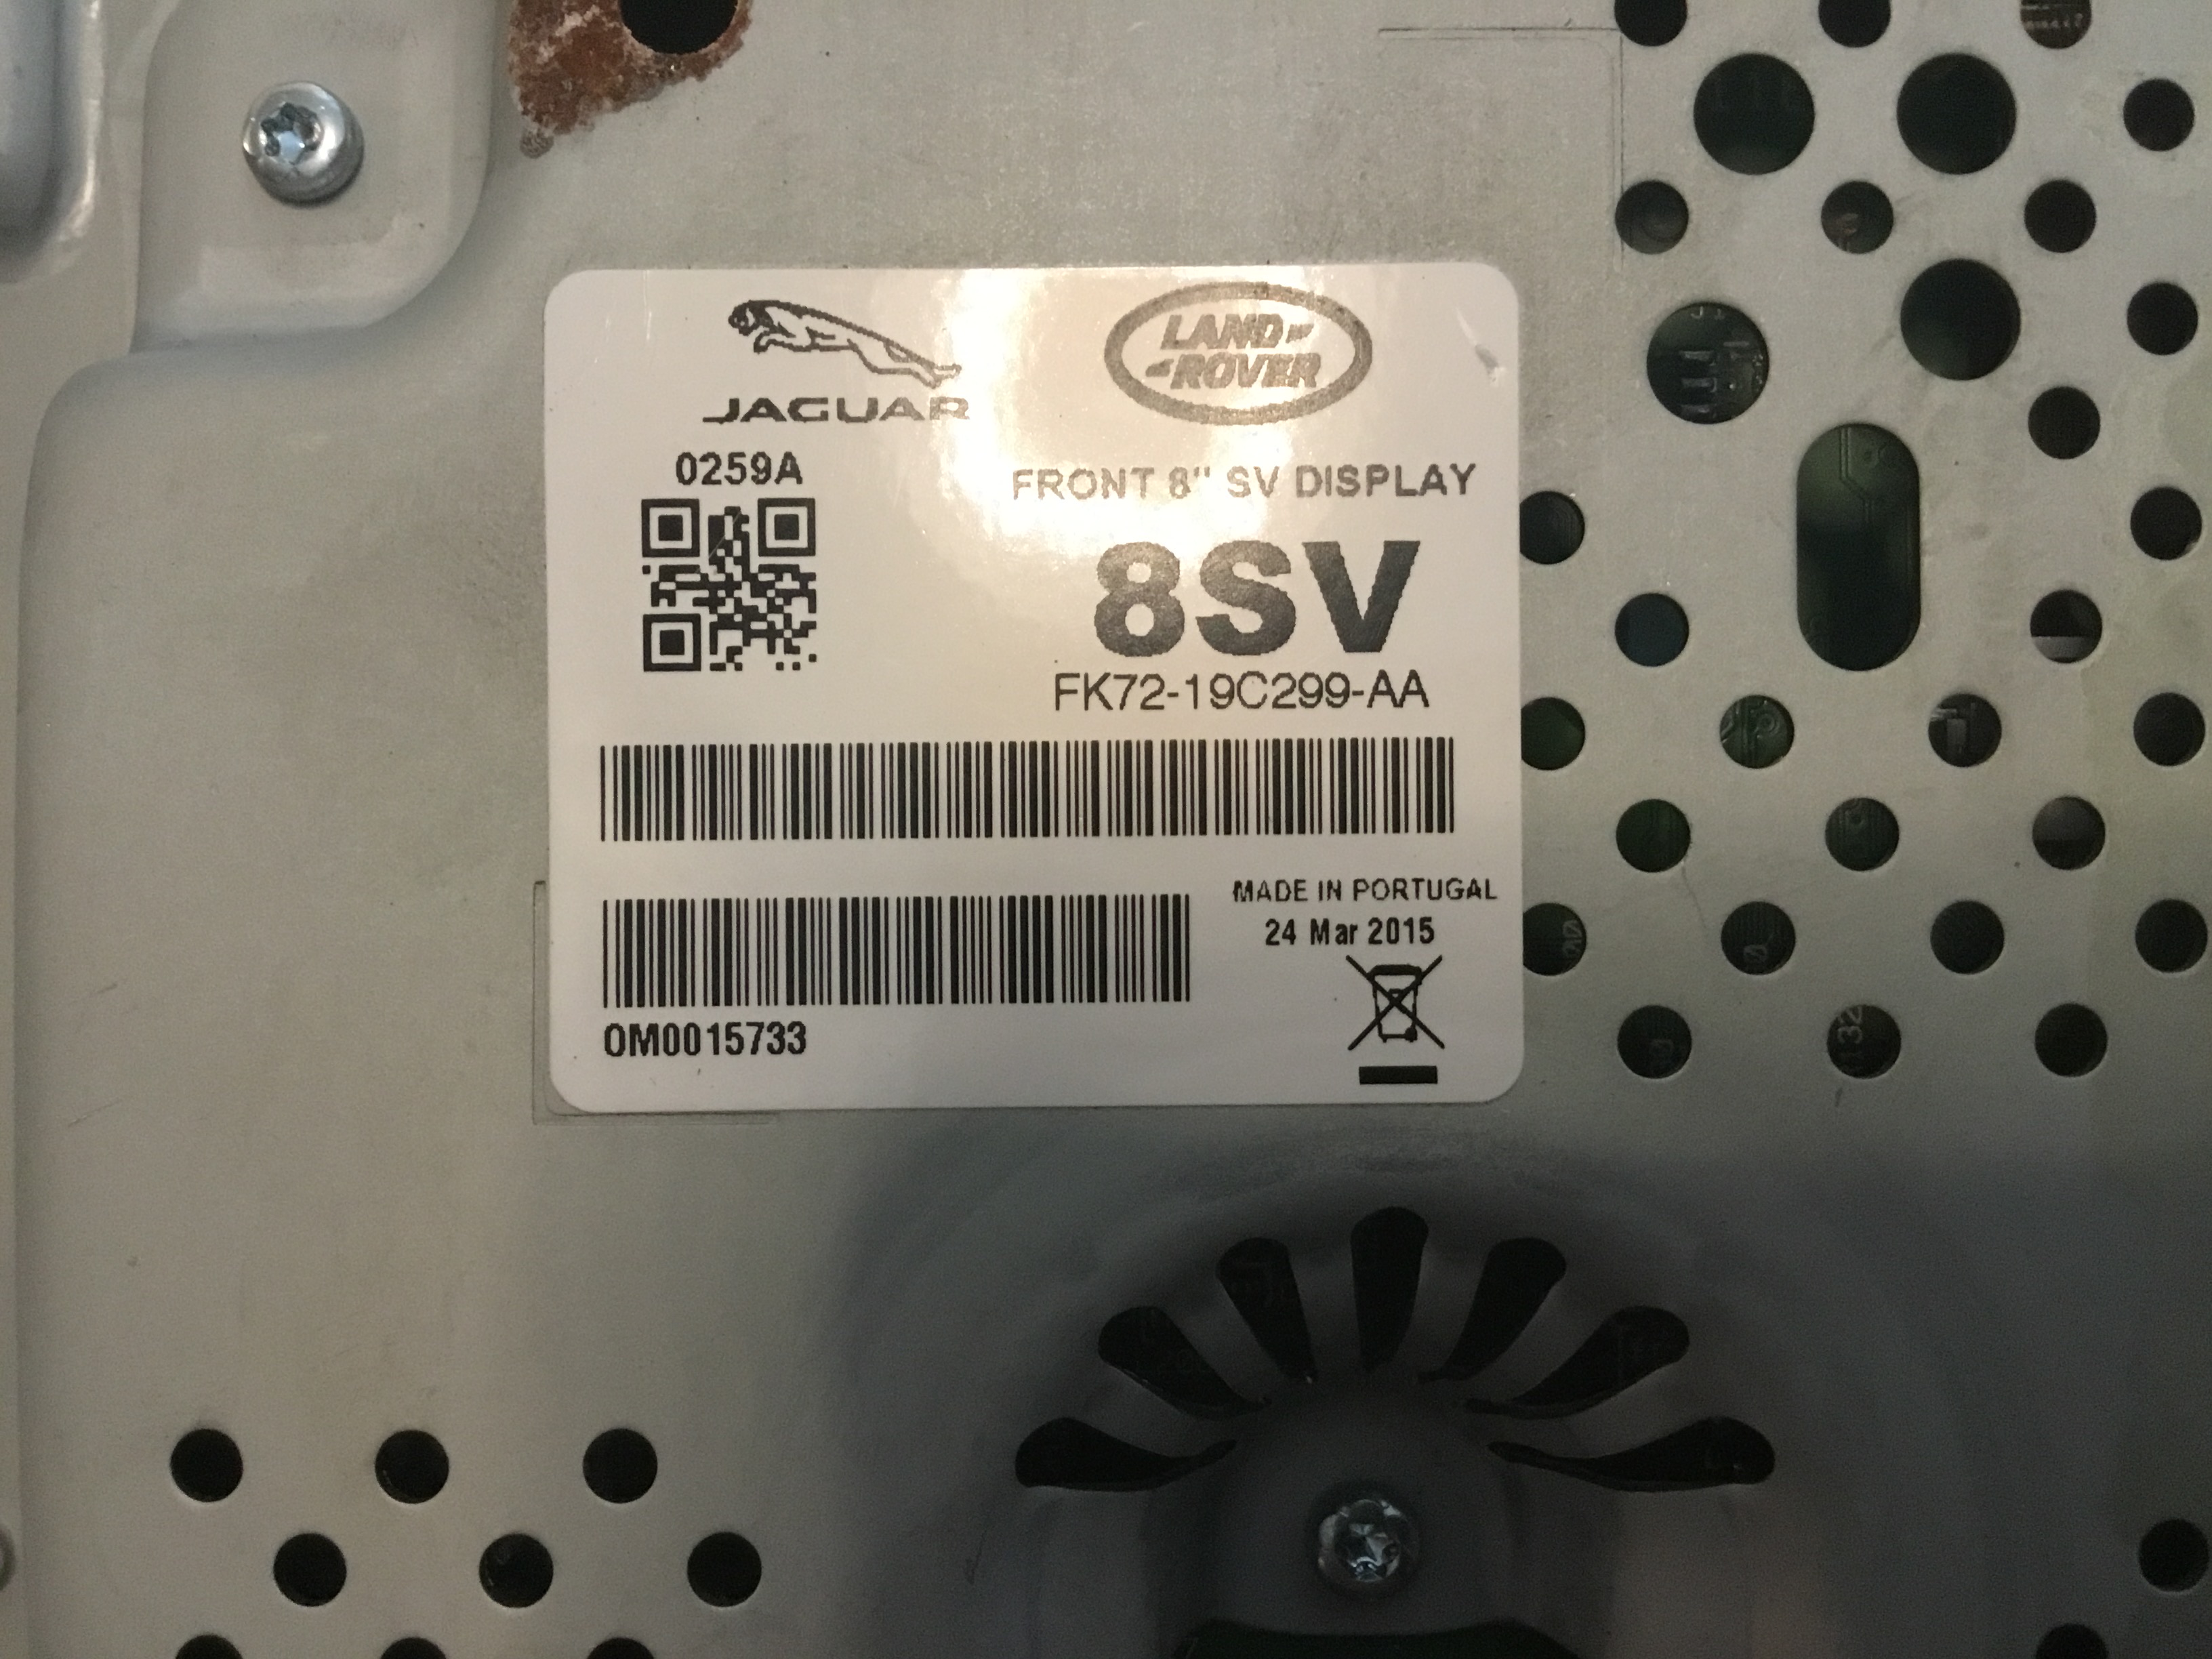 JAGUAR
LAND
ROVER
0259A
FRONT 8" SV DISPLAY
8SV
FK72-19C299-AA
MADE IN PORTUGAL
24 Mar 2015
0M0015733